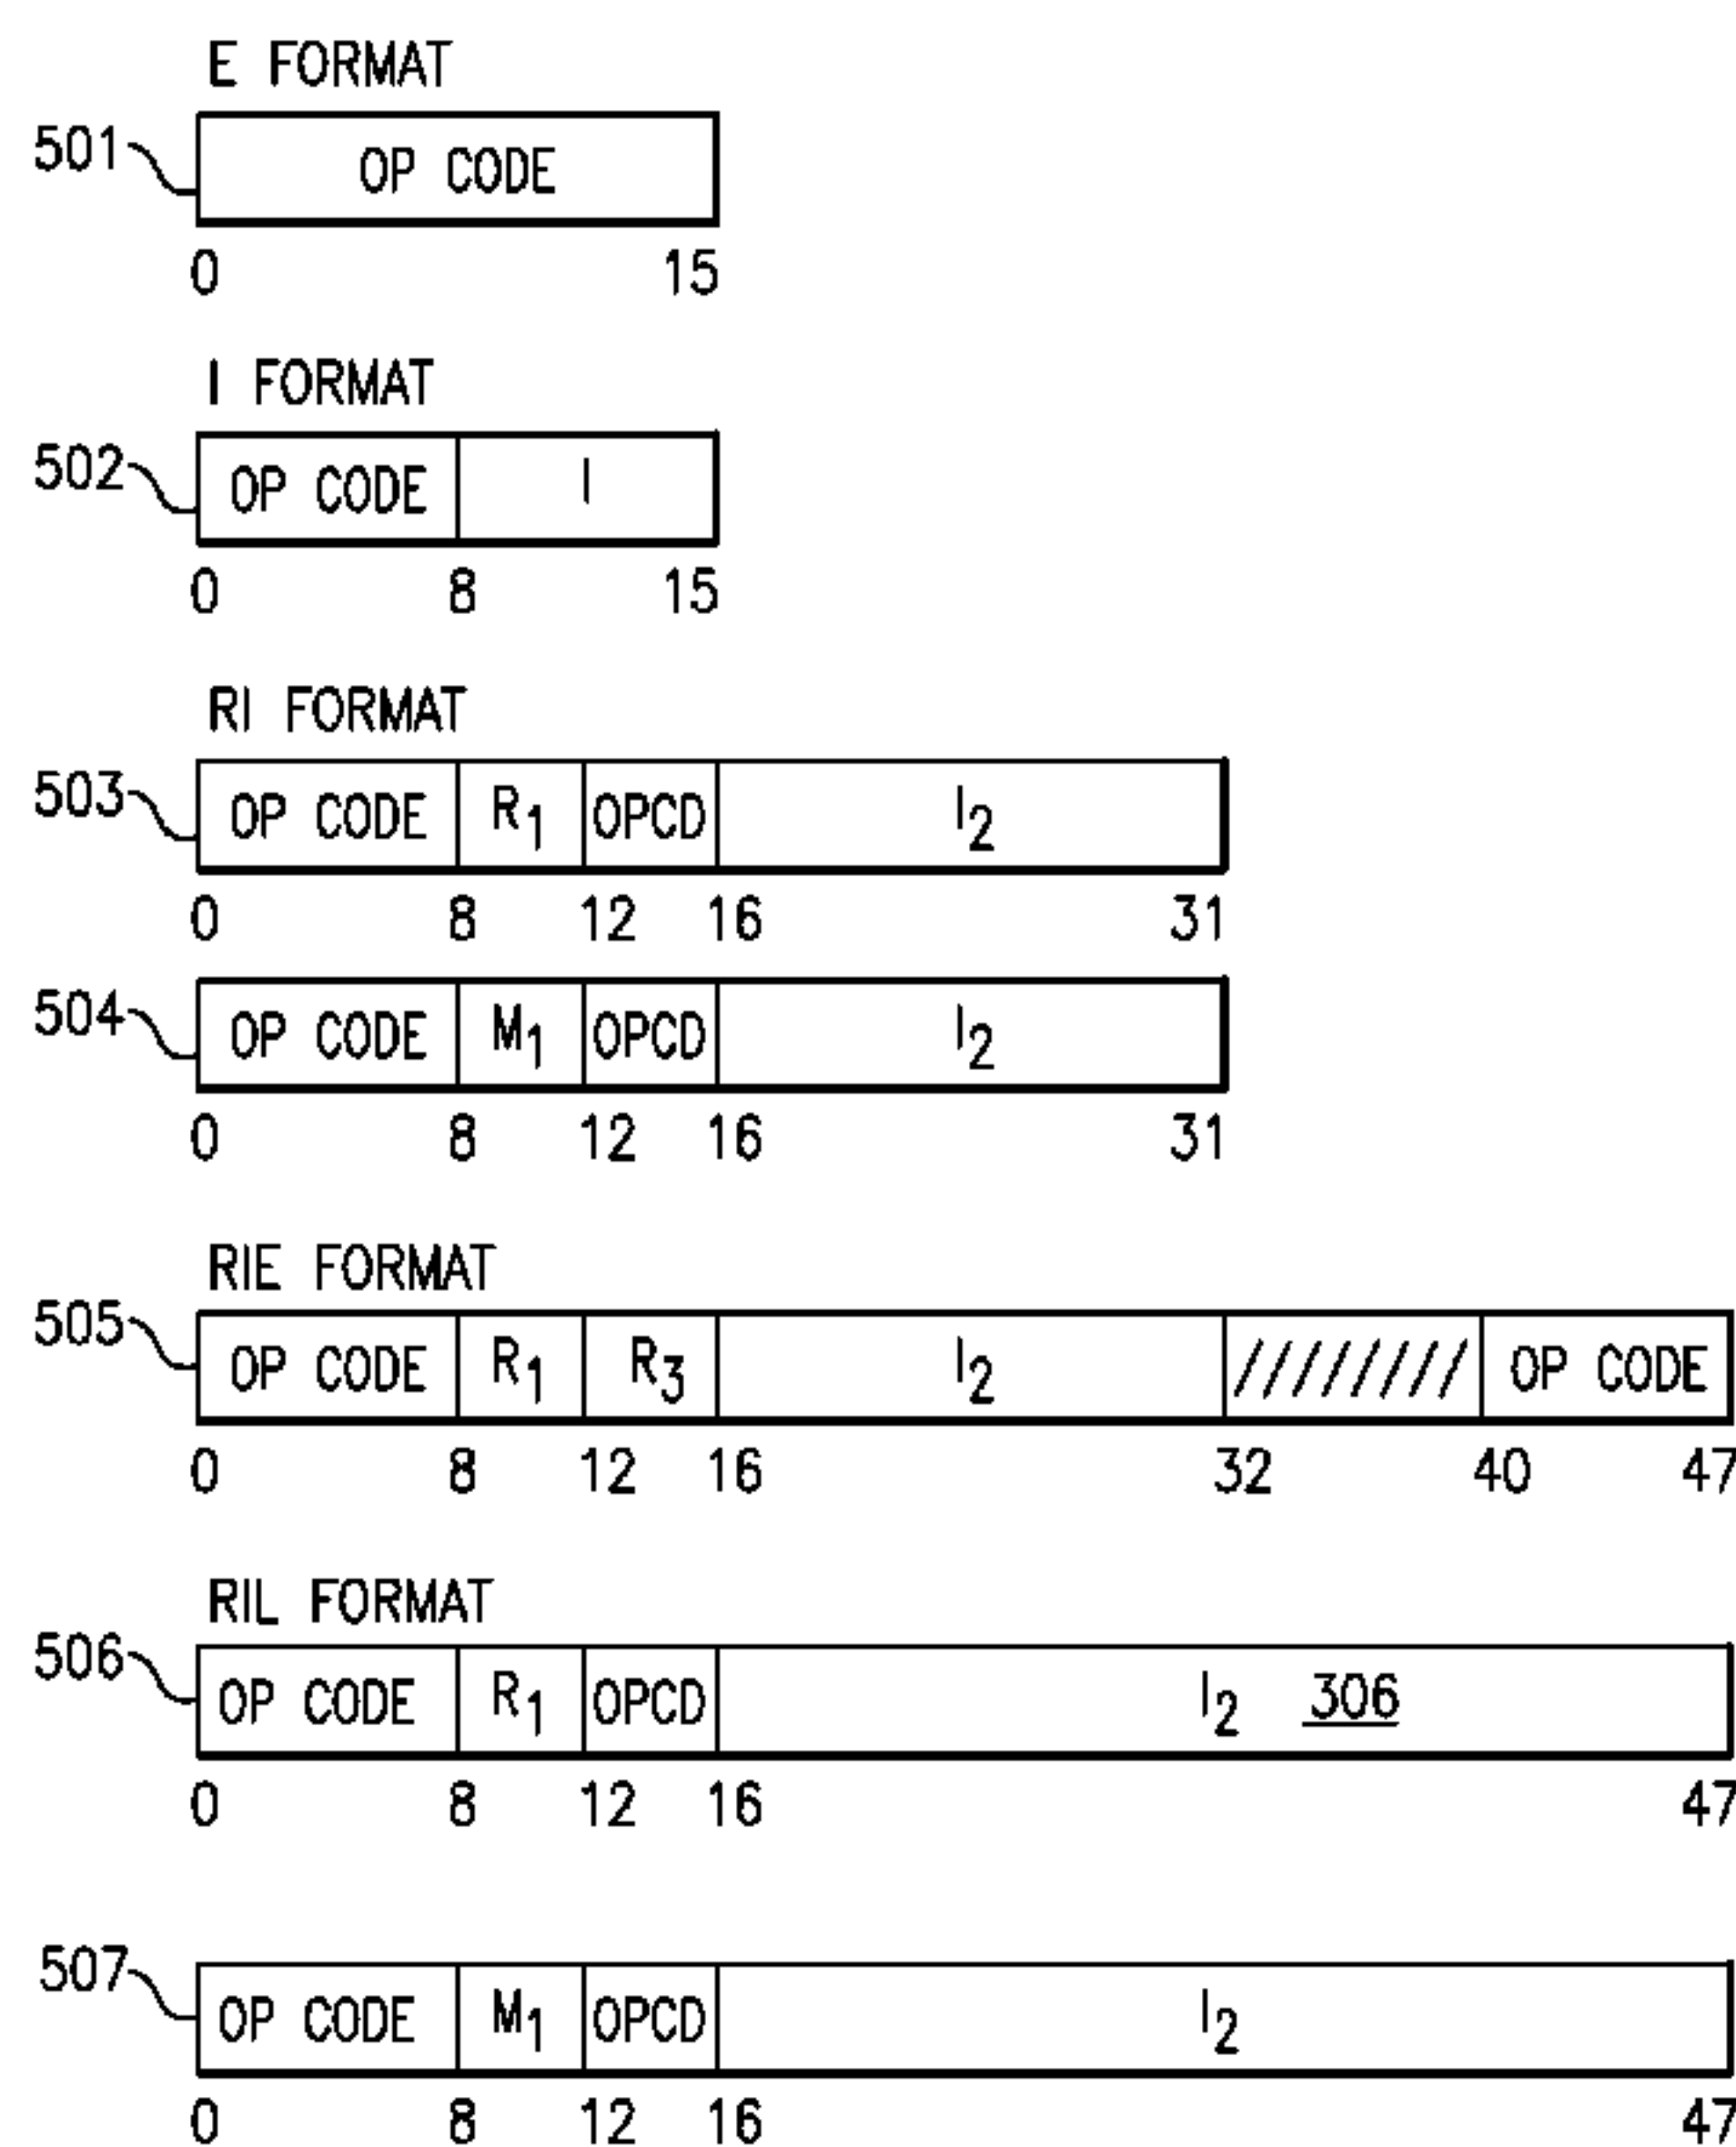 E FORMAT
501
OP CODE
0 15
I FORMAT
502
OP CODE I
0 8 15
RI FORMAT
503
OP CODE R1 OPCD I2
0 8 12 16 31
504
OP CODE M1 OPCD I2
0 8 12 16 31
RIE FORMAT
505
OP CODE R1 R3 I2 //////// OP CODE
0 8 12 16 32 40 47
RIL FORMAT
506
OP CODE R1 OPCD I2 306
0 8 12 16 47
507
OP CODE M1 OPCD I2
0 8 12 16 47